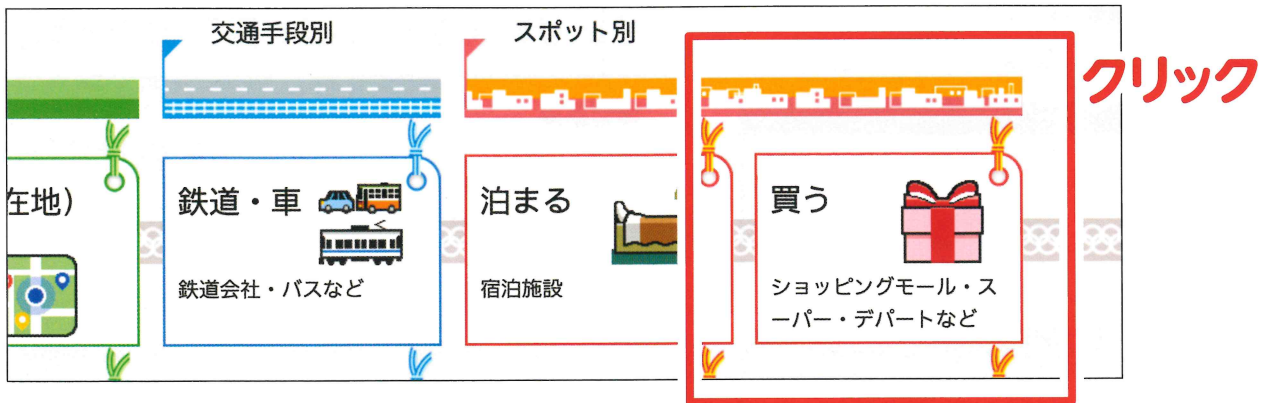 交通手段別
スポット別
クリック
在地)
鉄道・車
泊まる
買う
鉄道会社・バスなど
宿泊施設
ショッピングモール・ス
ーパー・デパートなど